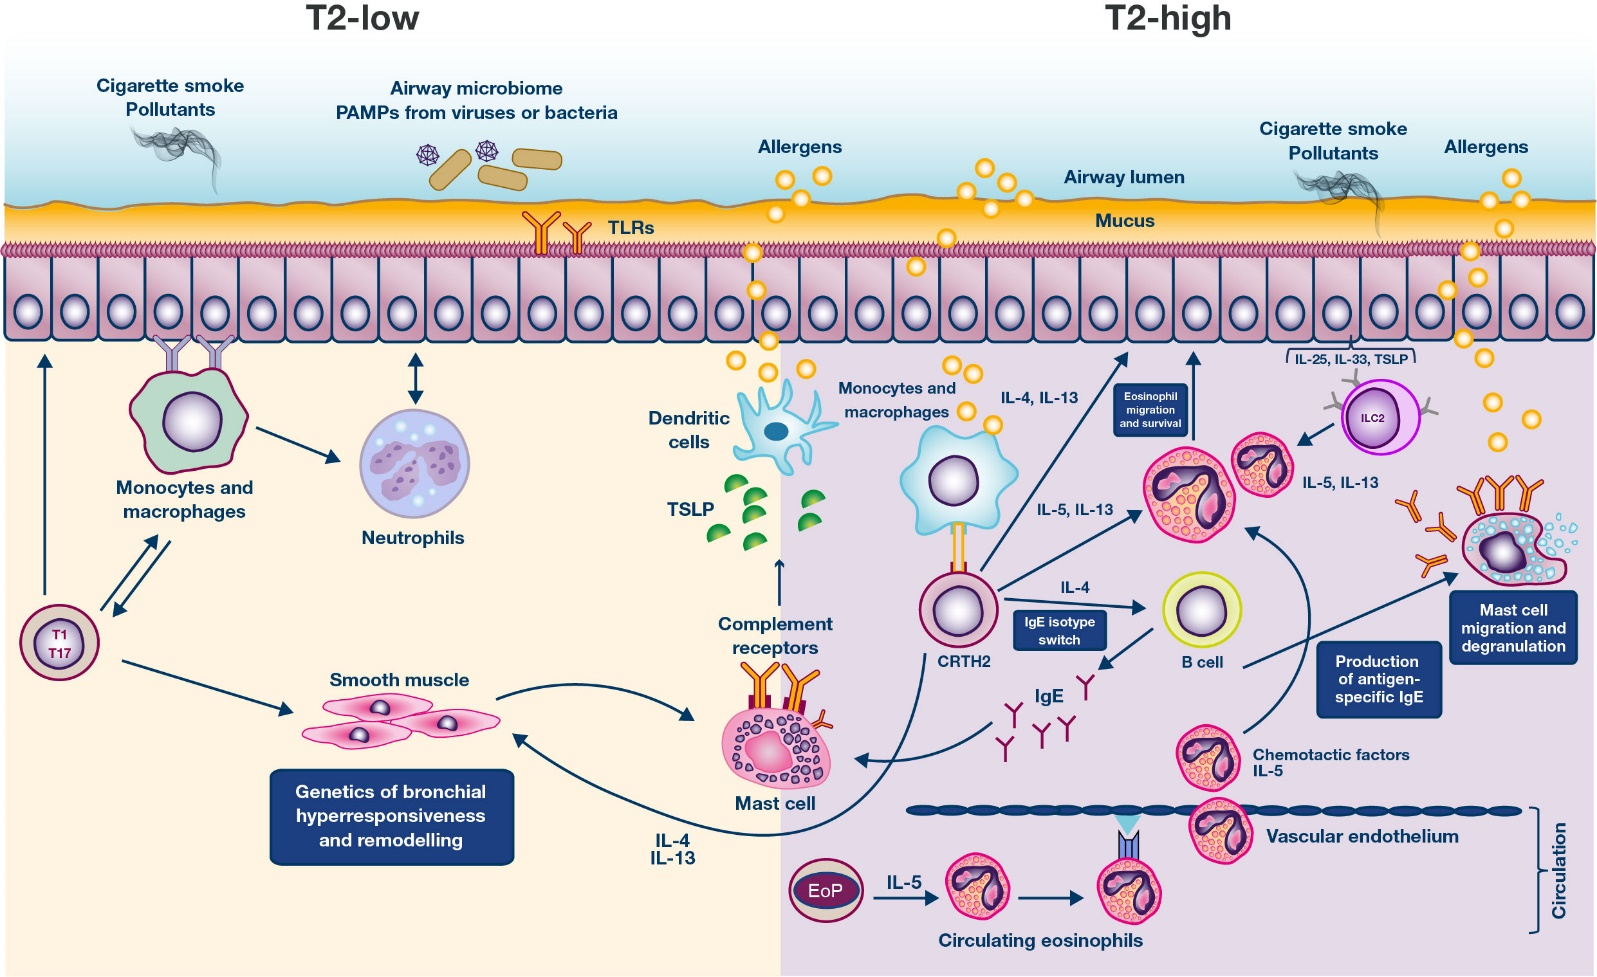 T2-low
T2-high
Cigarette smoke
Pollutants
Airway microbiome
PAMPs from viruses or bacteria
Allergens
Airway lumen
Cigarette smoke
Pollutants
Allergens
Mucus
TLRs
IL-25, IL-33, TSLP
Monocytes and
macrophages
Neutrophils
Dendritic
cells
TSLP
Monocytes and
macrophages
IL-4, IL-13
Eosinophil
migration
and survival
ILC2
IL-5, IL-13
IL-5, IL-13
IL-4
IgE isotype
switch
CRTH2
B cell
IgE
Mast cell
migration and
degranulation
Production
of antigen-
specific IgE
T1
T17
Smooth muscle
Complement
receptors
Mast cell
Genetics of bronchial
hyperresponsiveness
and remodelling
IL-4
IL-13
Chemotactic factors
IL-5
Vascular endothelium
EoP
IL-5
Circulating eosinophils
Circulation